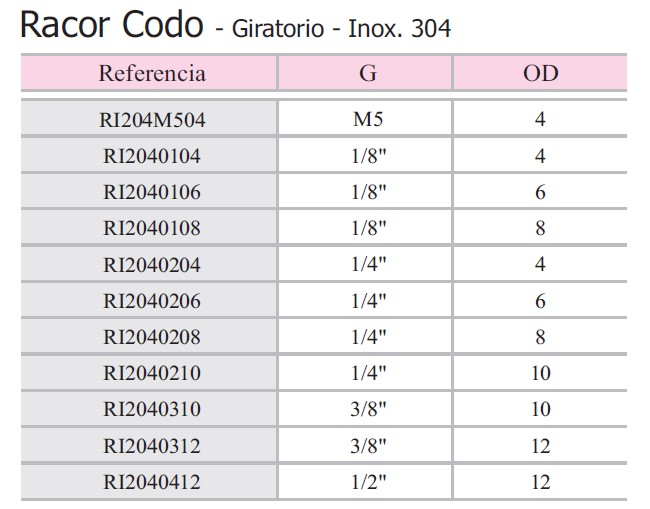 Racor Codo - Giratorio - Inox. 304
Referencia G OD
RI204M504 M5 4
RI2040104 1/8" 4
RI2040106 1/8" 6
RI2040108 1/8" 8
RI2040204 1/4" 4
RI2040206 1/4" 6
RI2040208 1/4" 8
RI2040210 1/4" 10
RI2040310 3/8" 10
RI2040312 3/8" 12
RI2040412 1/2" 12